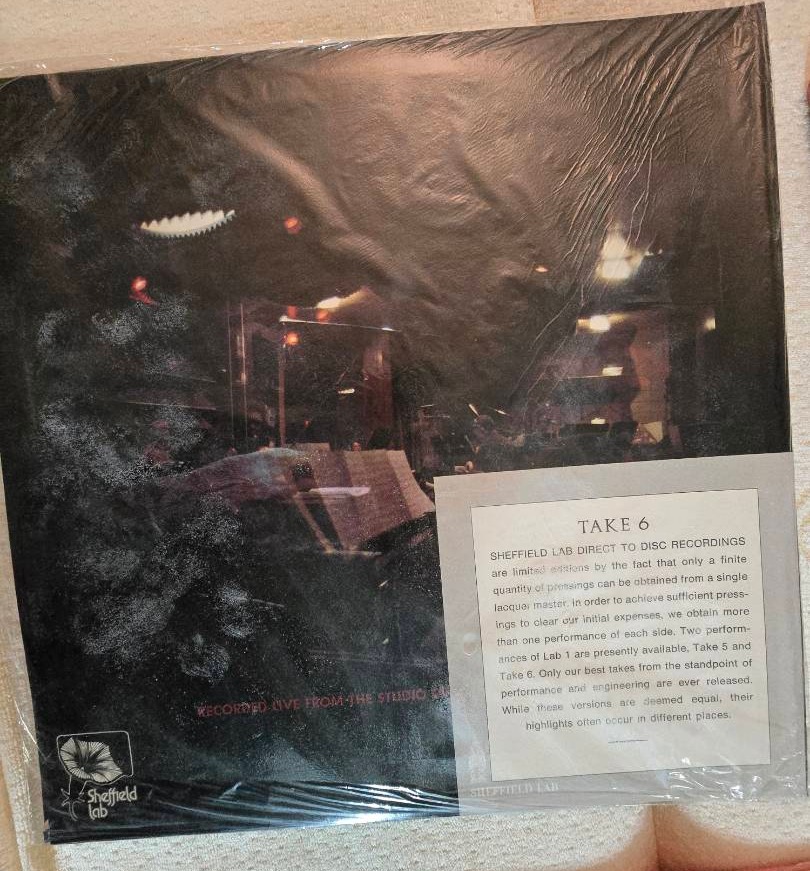 TAKE 6
SHEFFIELD LAB DIRECT TO DISC RECORDINGS
are limited editions by the fact that only a finite
quantity of pressings can be obtained from a single
lacquer master. In order to achieve sufficient press-
ings to clear our initial expenses, we obtain more
than one performance of each side. Two perform-
ances of Lab 1 are presently available, Take 5 and
Take 6. Only our best takes from the standpoint of
performance and engineering are ever released.
While these versions are deemed equal, their
highlights often occur in different places.
RECORDED LIVE FROM THE STUDIO
Sheffield
lab
SHEFFIELD LAB